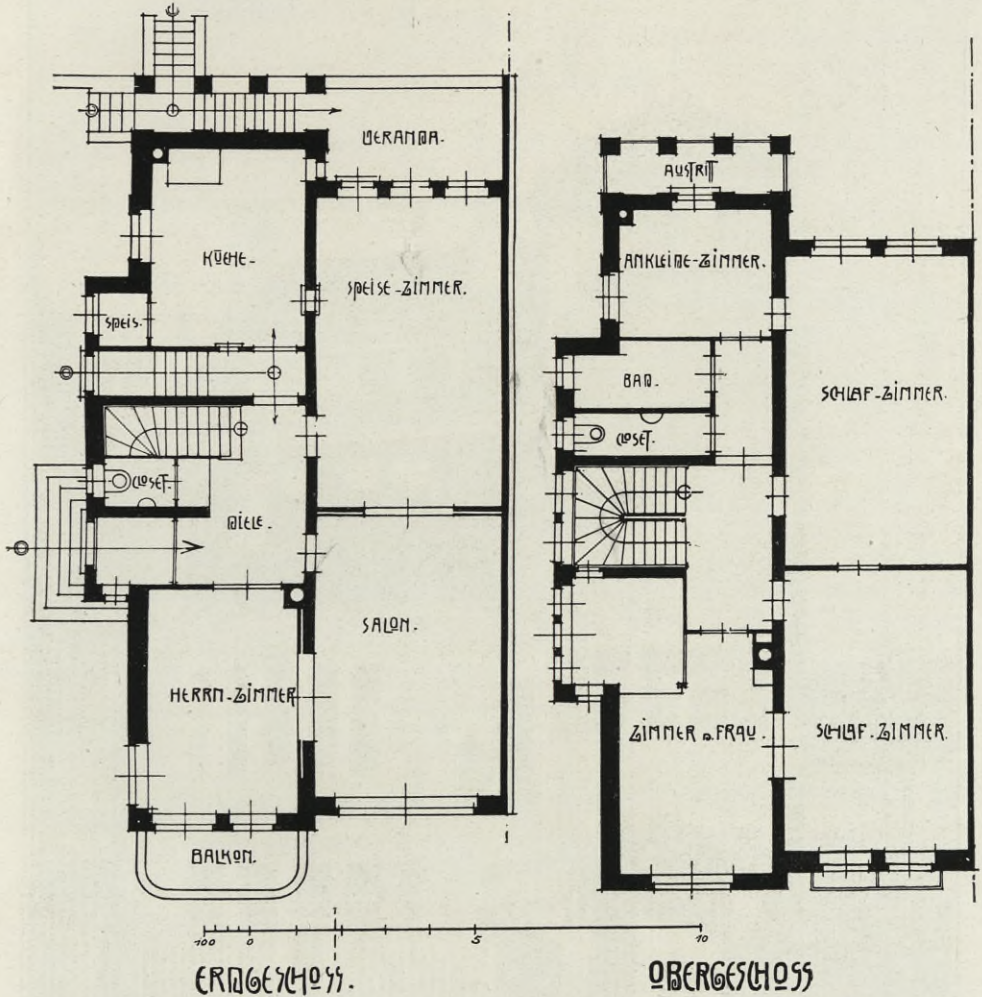 VERANDA.
KÜCHE-
SPEISE-ZIMMER.
SPEIS.
CLOSET.
DIELE.
SALON.
HERRN-ZIMMER
BALKON.
AUSTRITT
ANKLEIDE-ZIMMER.
BAD.
CLOSET.
SCHLAF-ZIMMER.
ZIMMER D. FRAU.
SCHLAF-ZIMMER.
100 0 5 10
ERDGESCHOSS.
OBERGESCHOSS